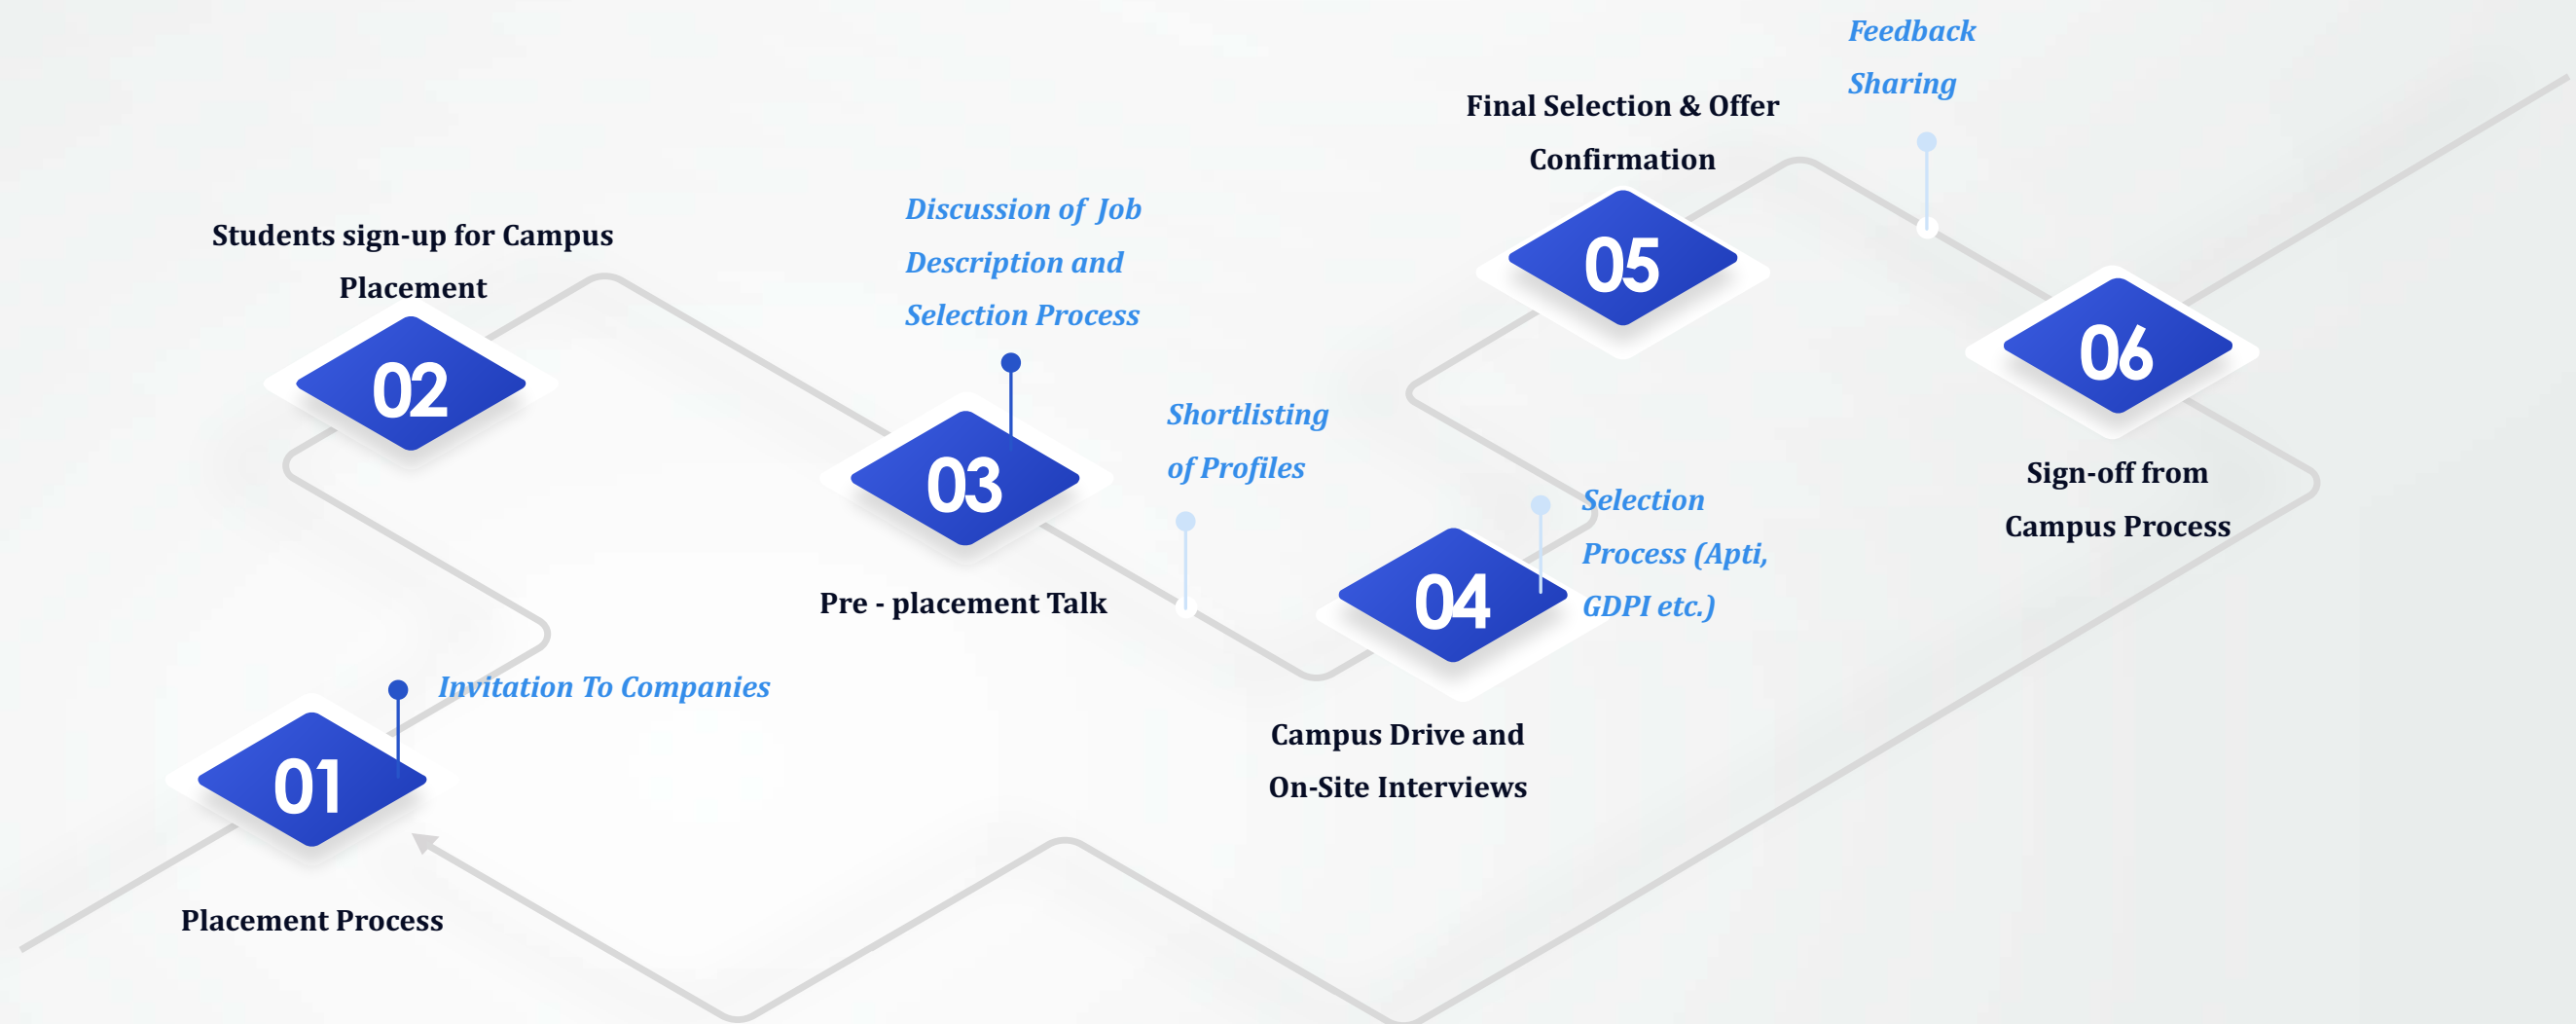 01
Placement Process
Invitation To Companies
02
Students sign-up for Campus
Placement
03
Pre - placement Talk
Discussion of Job
Description and
Selection Process
Shortlisting
of Profiles
04
Campus Drive and
On-Site Interviews
Selection
Process (Apti,
GDPI etc.)
05
Final Selection & Offer
Confirmation
Feedback
Sharing
06
Sign-off from
Campus Process